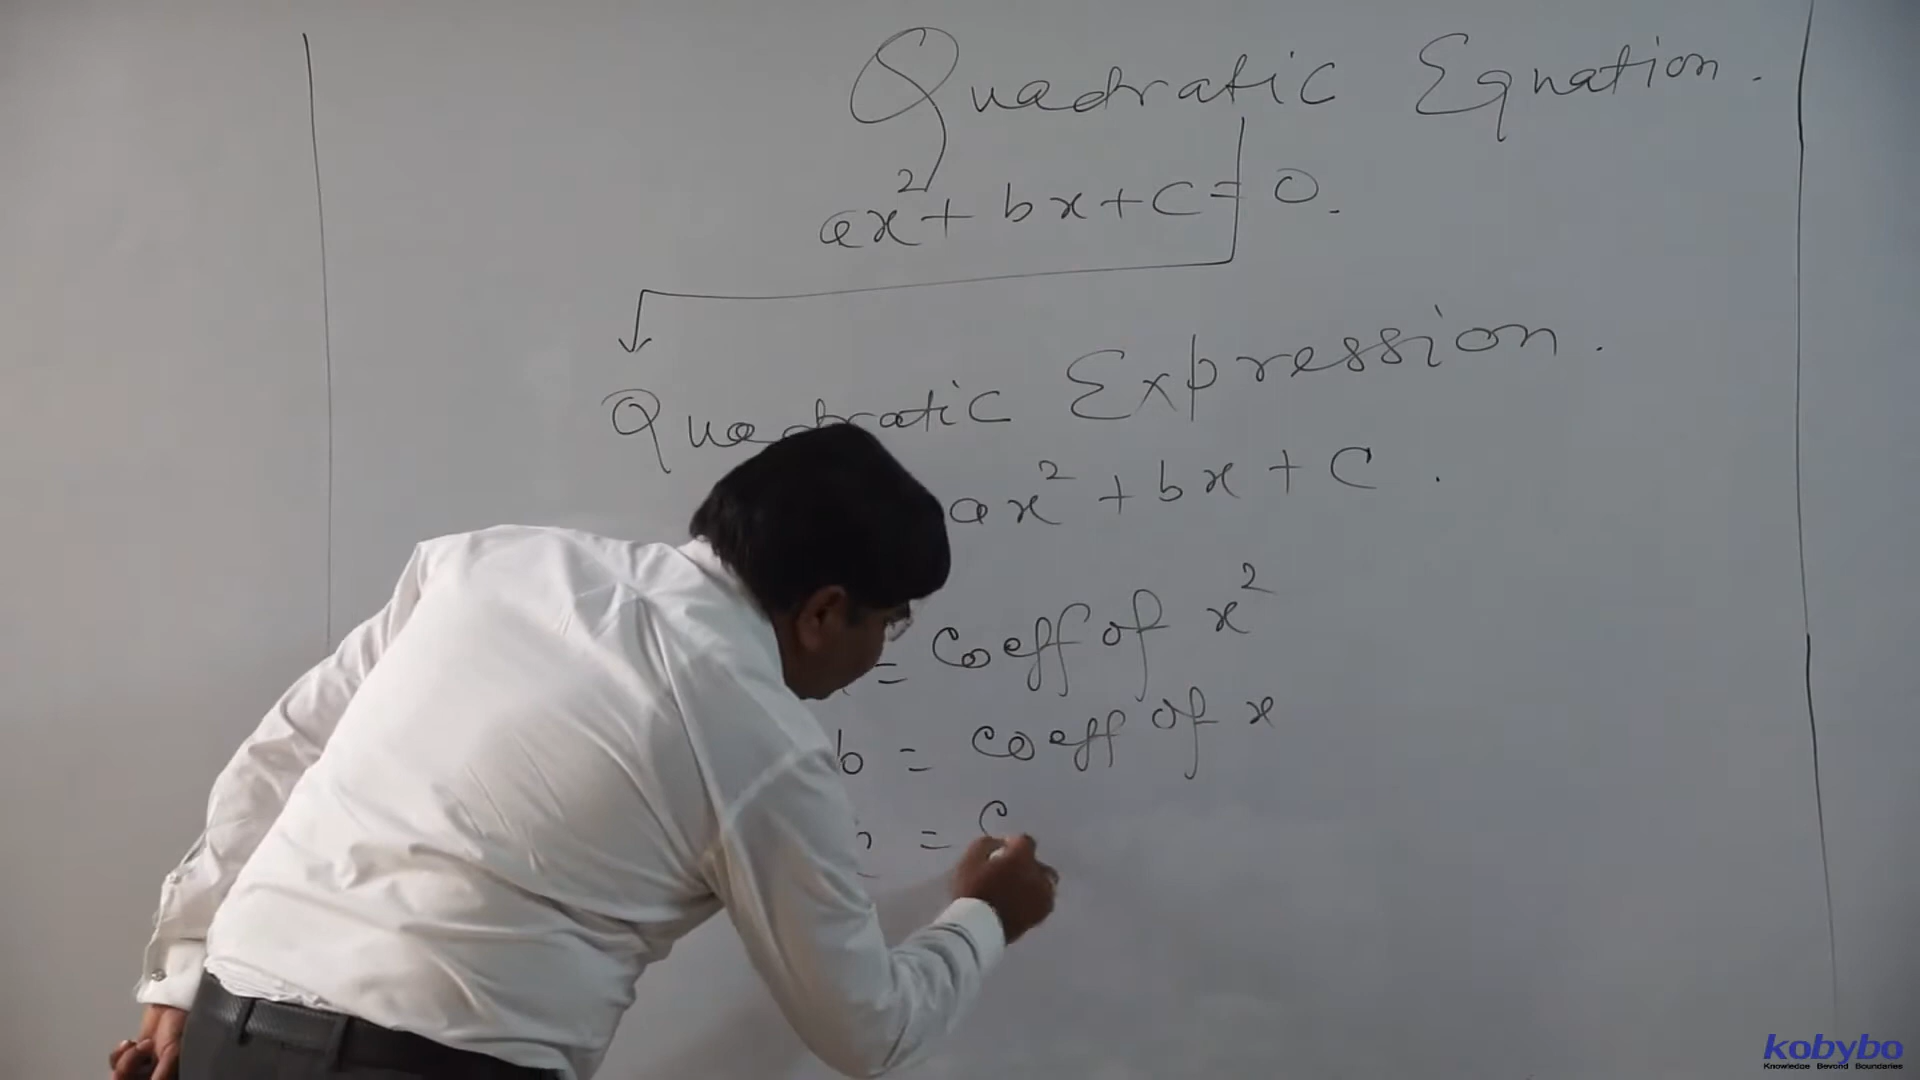 Quadratic Equation.
ax² + bx + c = 0.
Quadratic Expression.
ax² + bx + c.
= Coeff of x²
b = coeff of x
= C
kobybo
Knowledge Beyond Boundaries